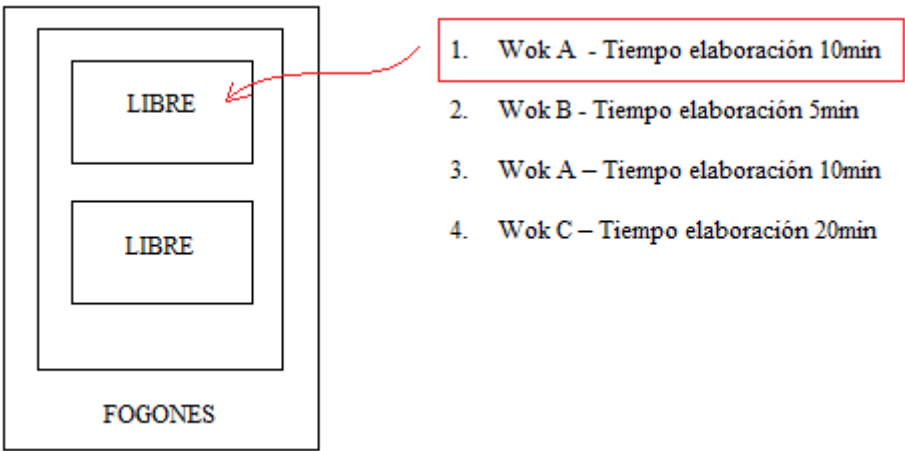 LIBRE
LIBRE
FOGONES
1. Wok A - Tiempo elaboración 10min
2. Wok B - Tiempo elaboración 5min
3. Wok A – Tiempo elaboración 10min
4. Wok C – Tiempo elaboración 20min